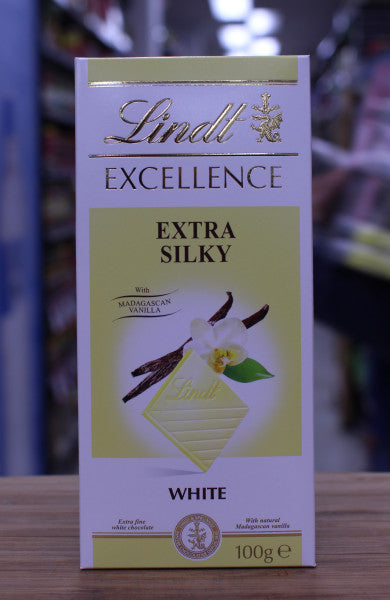 Lindt
EXCELLENCE
EXTRA
SILKY
With
MADAGASCAN
VANILLA
Lindt
WHITE
Extra fine
white chocolate
With natural
Madagascan vanilla
100g e